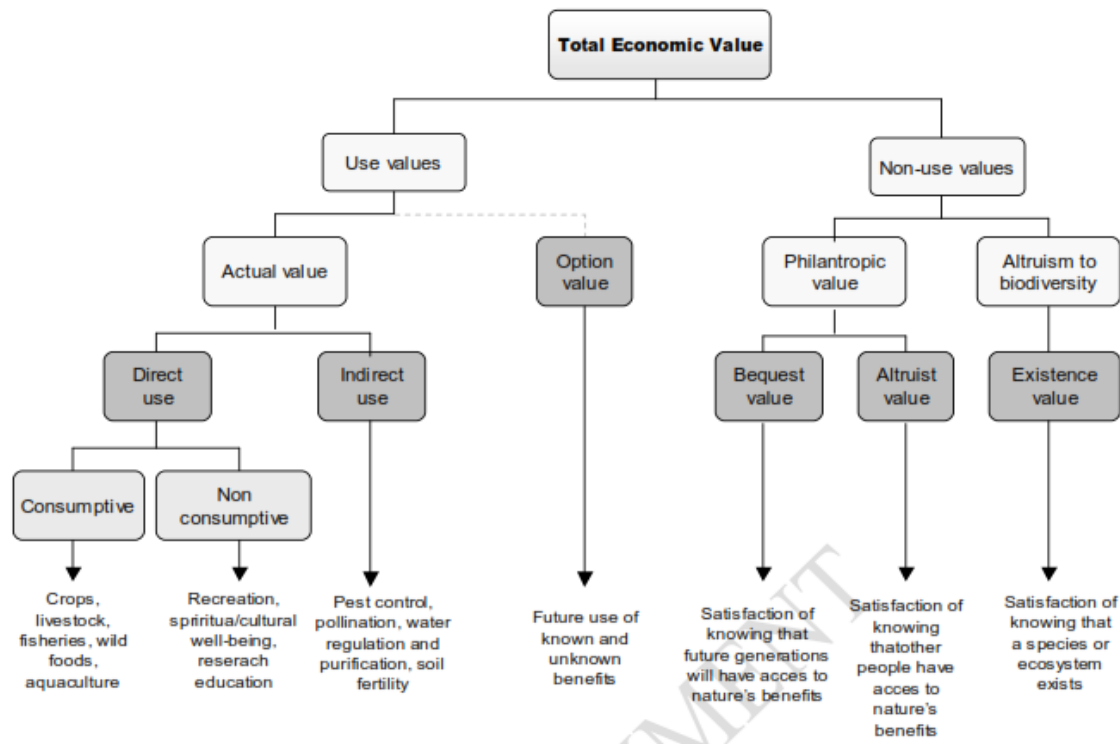 Total Economic Value
Use values
Non-use values
Actual value
Option
value
Philantropic
value
Altruism to
biodiversity
Direct
use
Indirect
use
Bequest
value
Altruist
value
Existence
value
Consumptive
Non
consumptive
Crops,
livestock,
fisheries, wild
foods,
aquaculture
Recreation,
spriritua/cultural
well-being,
reserach
education
Pest control,
pollination, water
regulation and
purification, soil
fertility
Future use of
known and
unknown
benefits
Satisfaction of
knowing that
future generations
will have acces to
nature's benefits
Satisfaction of
knowing
thatother
people have
acces to
nature's
benefits
Satisfaction of
knowing that
a species or
ecosystem
exists